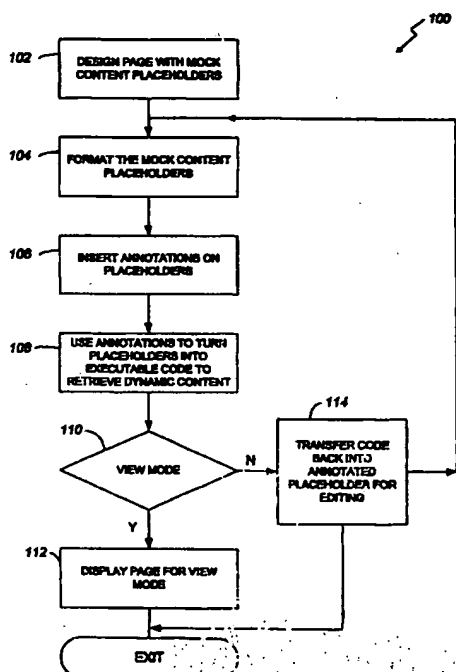 100
102
DESIGN PAGE WITH MOCK
CONTENT PLACEHOLDERS
104
FORMAT THE MOCK CONTENT
PLACEHOLDERS
106
INSERT ANNOTATIONS ON
PLACEHOLDERS
108
USE ANNOTATIONS TO TURN
PLACEHOLDERS INTO
EXECUTABLE CODE TO
RETRIEVE DYNAMIC CONTENT
110
VIEW MODE
N
114
TRANSFER CODE
BACK INTO
ANNOTATED
PLACEHOLDER FOR
EDITING
Y
112
DISPLAY PAGE FOR VIEW
MODE
EXIT